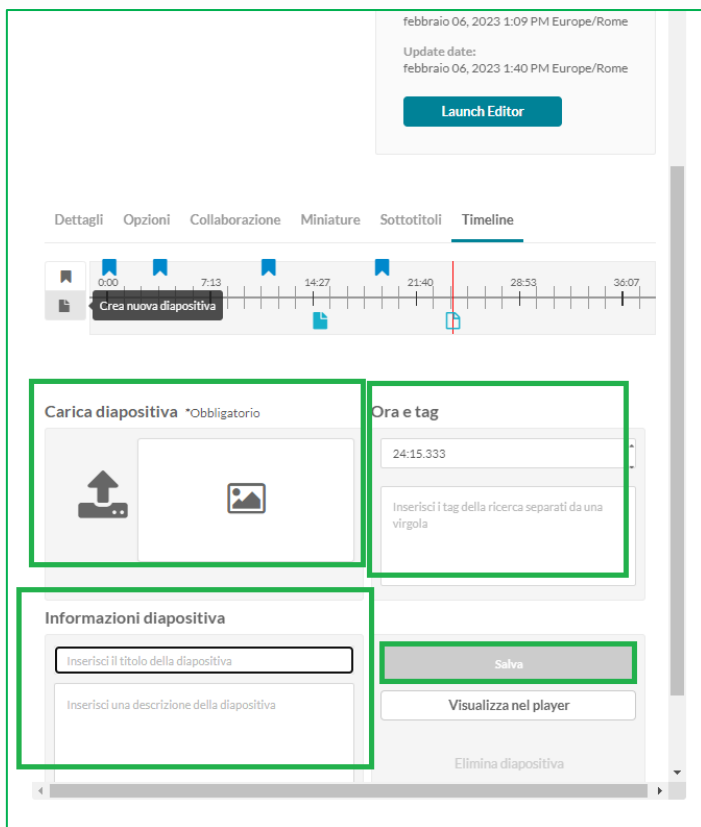 febbraio 06, 2023 1:09 PM Europe/Rome
Update date:
febbraio 06, 2023 1:40 PM Europe/Rome
Launch Editor
Dettagli Opzioni Collaborazione Miniature Sottotitoli Timeline
0:00 7:13 14:27 21:40 28:53 36:07
Crea nuova diapositiva
Carica diapositiva *Obbligatorio
Ora e tag
24:15.333
Inserisci i tag della ricerca separati da una
virgola
Informazioni diapositiva
Inserisci il titolo della diapositiva
Inserisci una descrizione della diapositiva
Salva
Visualizza nel player
Elimina diapositiva